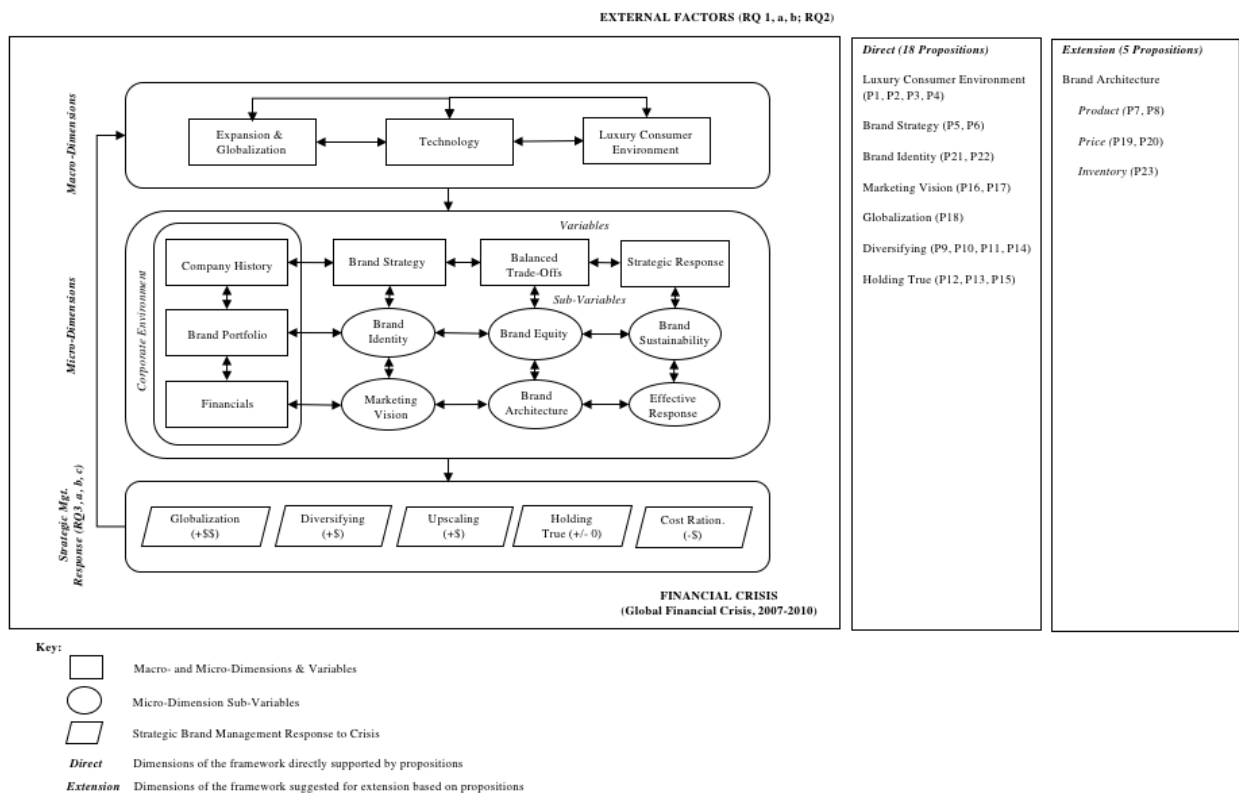 EXTERNAL FACTORS (RQ 1, a, b; RQ2)
Macro-Dimensions
Expansion &
Globalization
Technology
Luxury Consumer
Environment
Micro-Dimensions
Corporate Environment
Variables
Company History
Brand Strategy
Balanced
Trade-Offs
Strategic Response
Sub-Variables
Brand Portfolio
Brand
Identity
Brand Equity
Brand
Sustainability
Financials
Marketing
Vision
Brand
Architecture
Effective
Response
Strategic Mgt.
Response (RQ3, a, b, c)
Globalization
(+$$)
Diversifying
(+$)
Upscaling
(+$)
Holding
True (+/- 0)
Cost Ration.
(-$)
FINANCIAL CRISIS
(Global Financial Crisis, 2007-2010)
Direct (18 Propositions)
Luxury Consumer Environment
(P1, P2, P3, P4)
Brand Strategy (P5, P6)
Brand Identity (P21, P22)
Marketing Vision (P16, P17)
Globalization (P18)
Diversifying (P9, P10, P11, P14)
Holding True (P12, P13, P15)
Extension (5 Propositions)
Brand Architecture
Product (P7, P8)
Price (P19, P20)
Inventory (P23)
Key:
Macro- and Micro-Dimensions & Variables
Micro-Dimension Sub-Variables
Strategic Brand Management Response to Crisis
Direct Dimensions of the framework directly supported by propositions
Extension Dimensions of the framework suggested for extension based on propositions